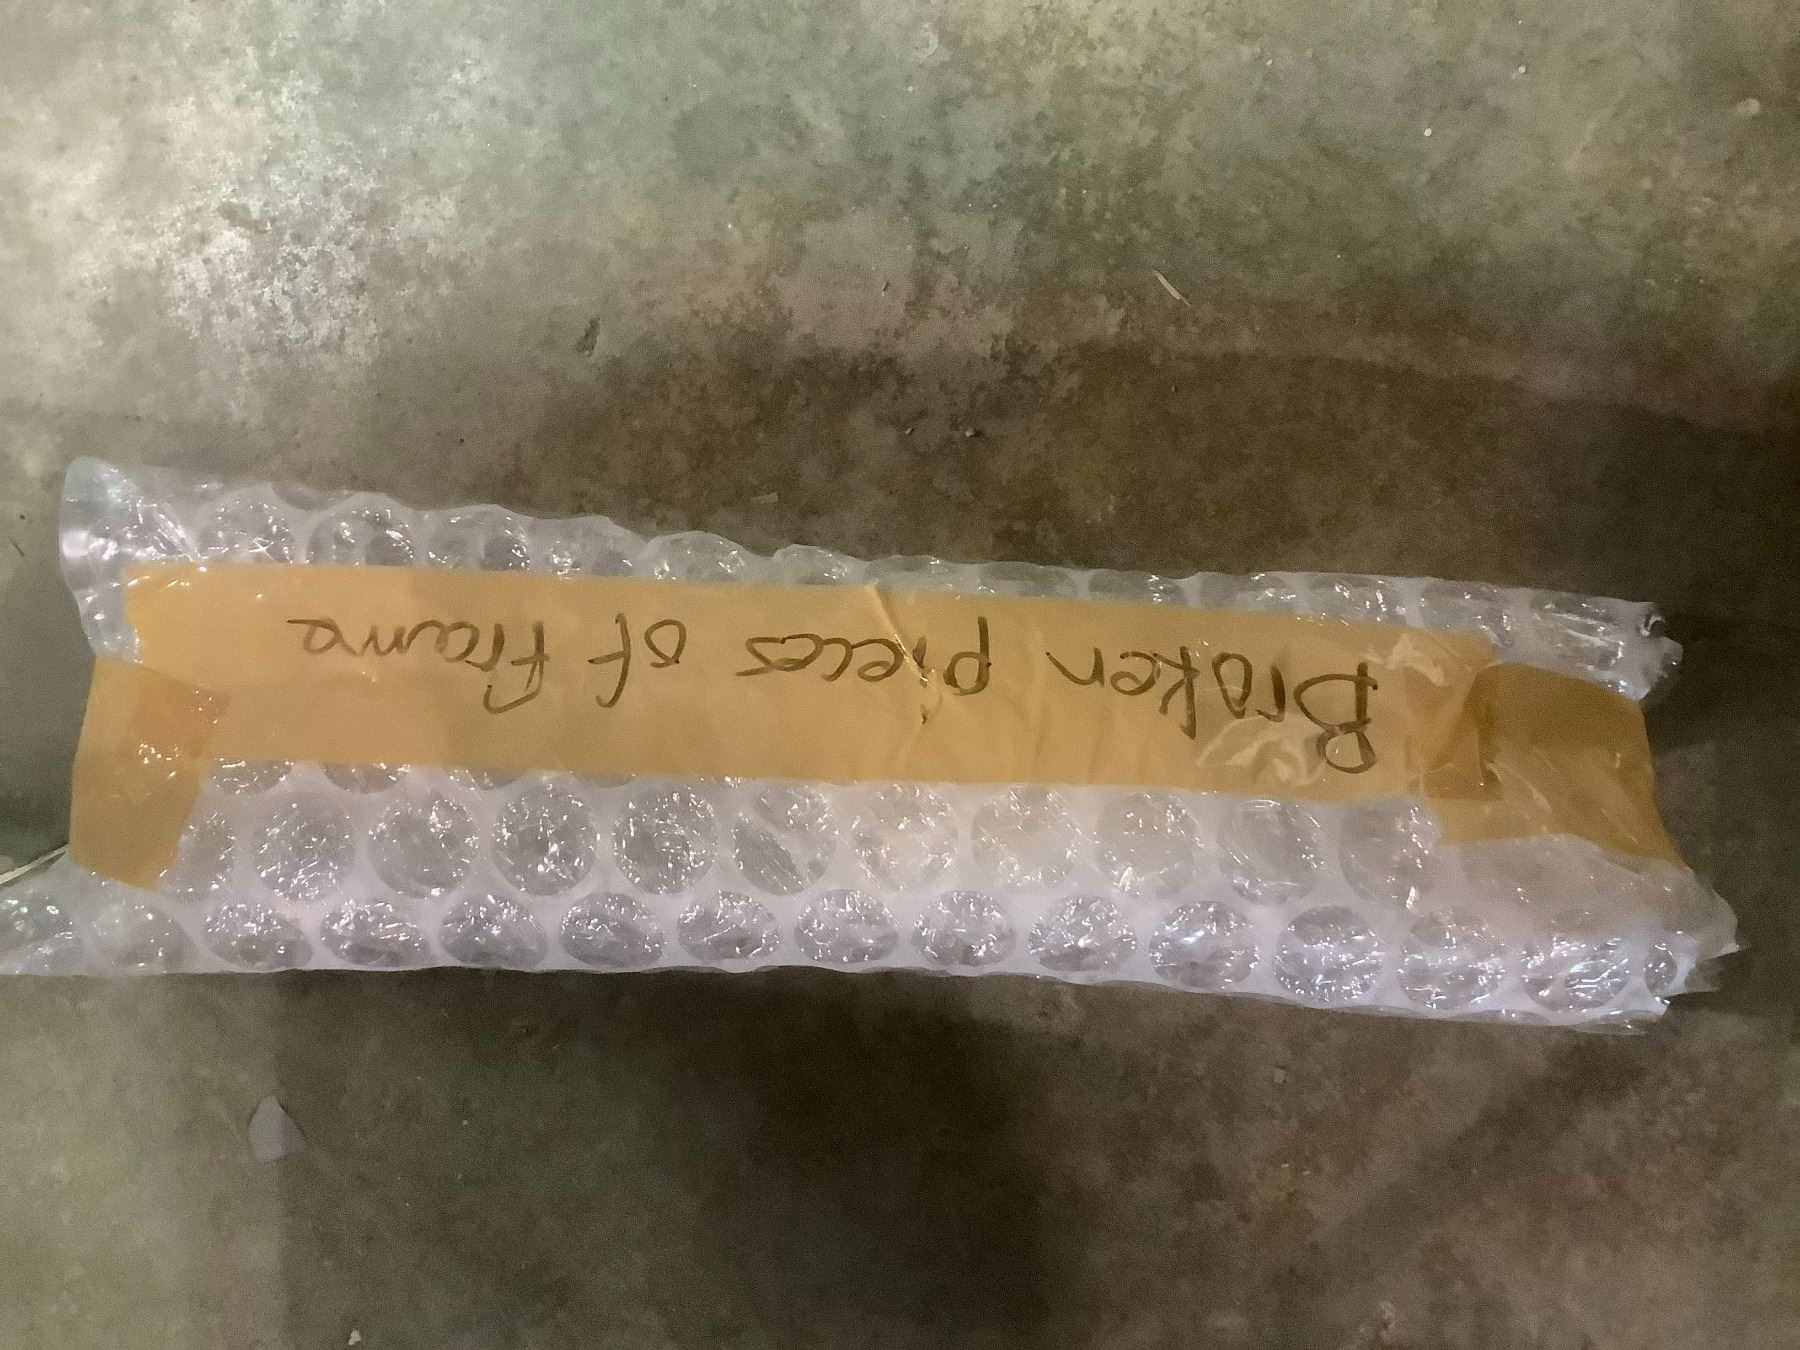 Broken pieces of frame